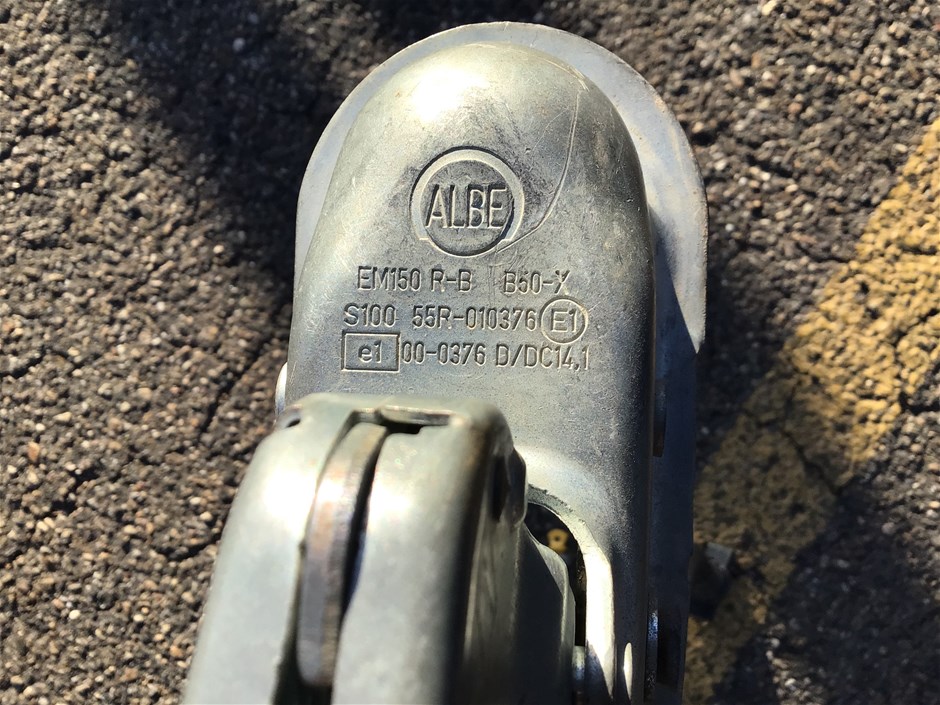 ALBE
EM150 R-B B50-X
S100 55R-010376 E1
e1 00-0376 D/DC14,1